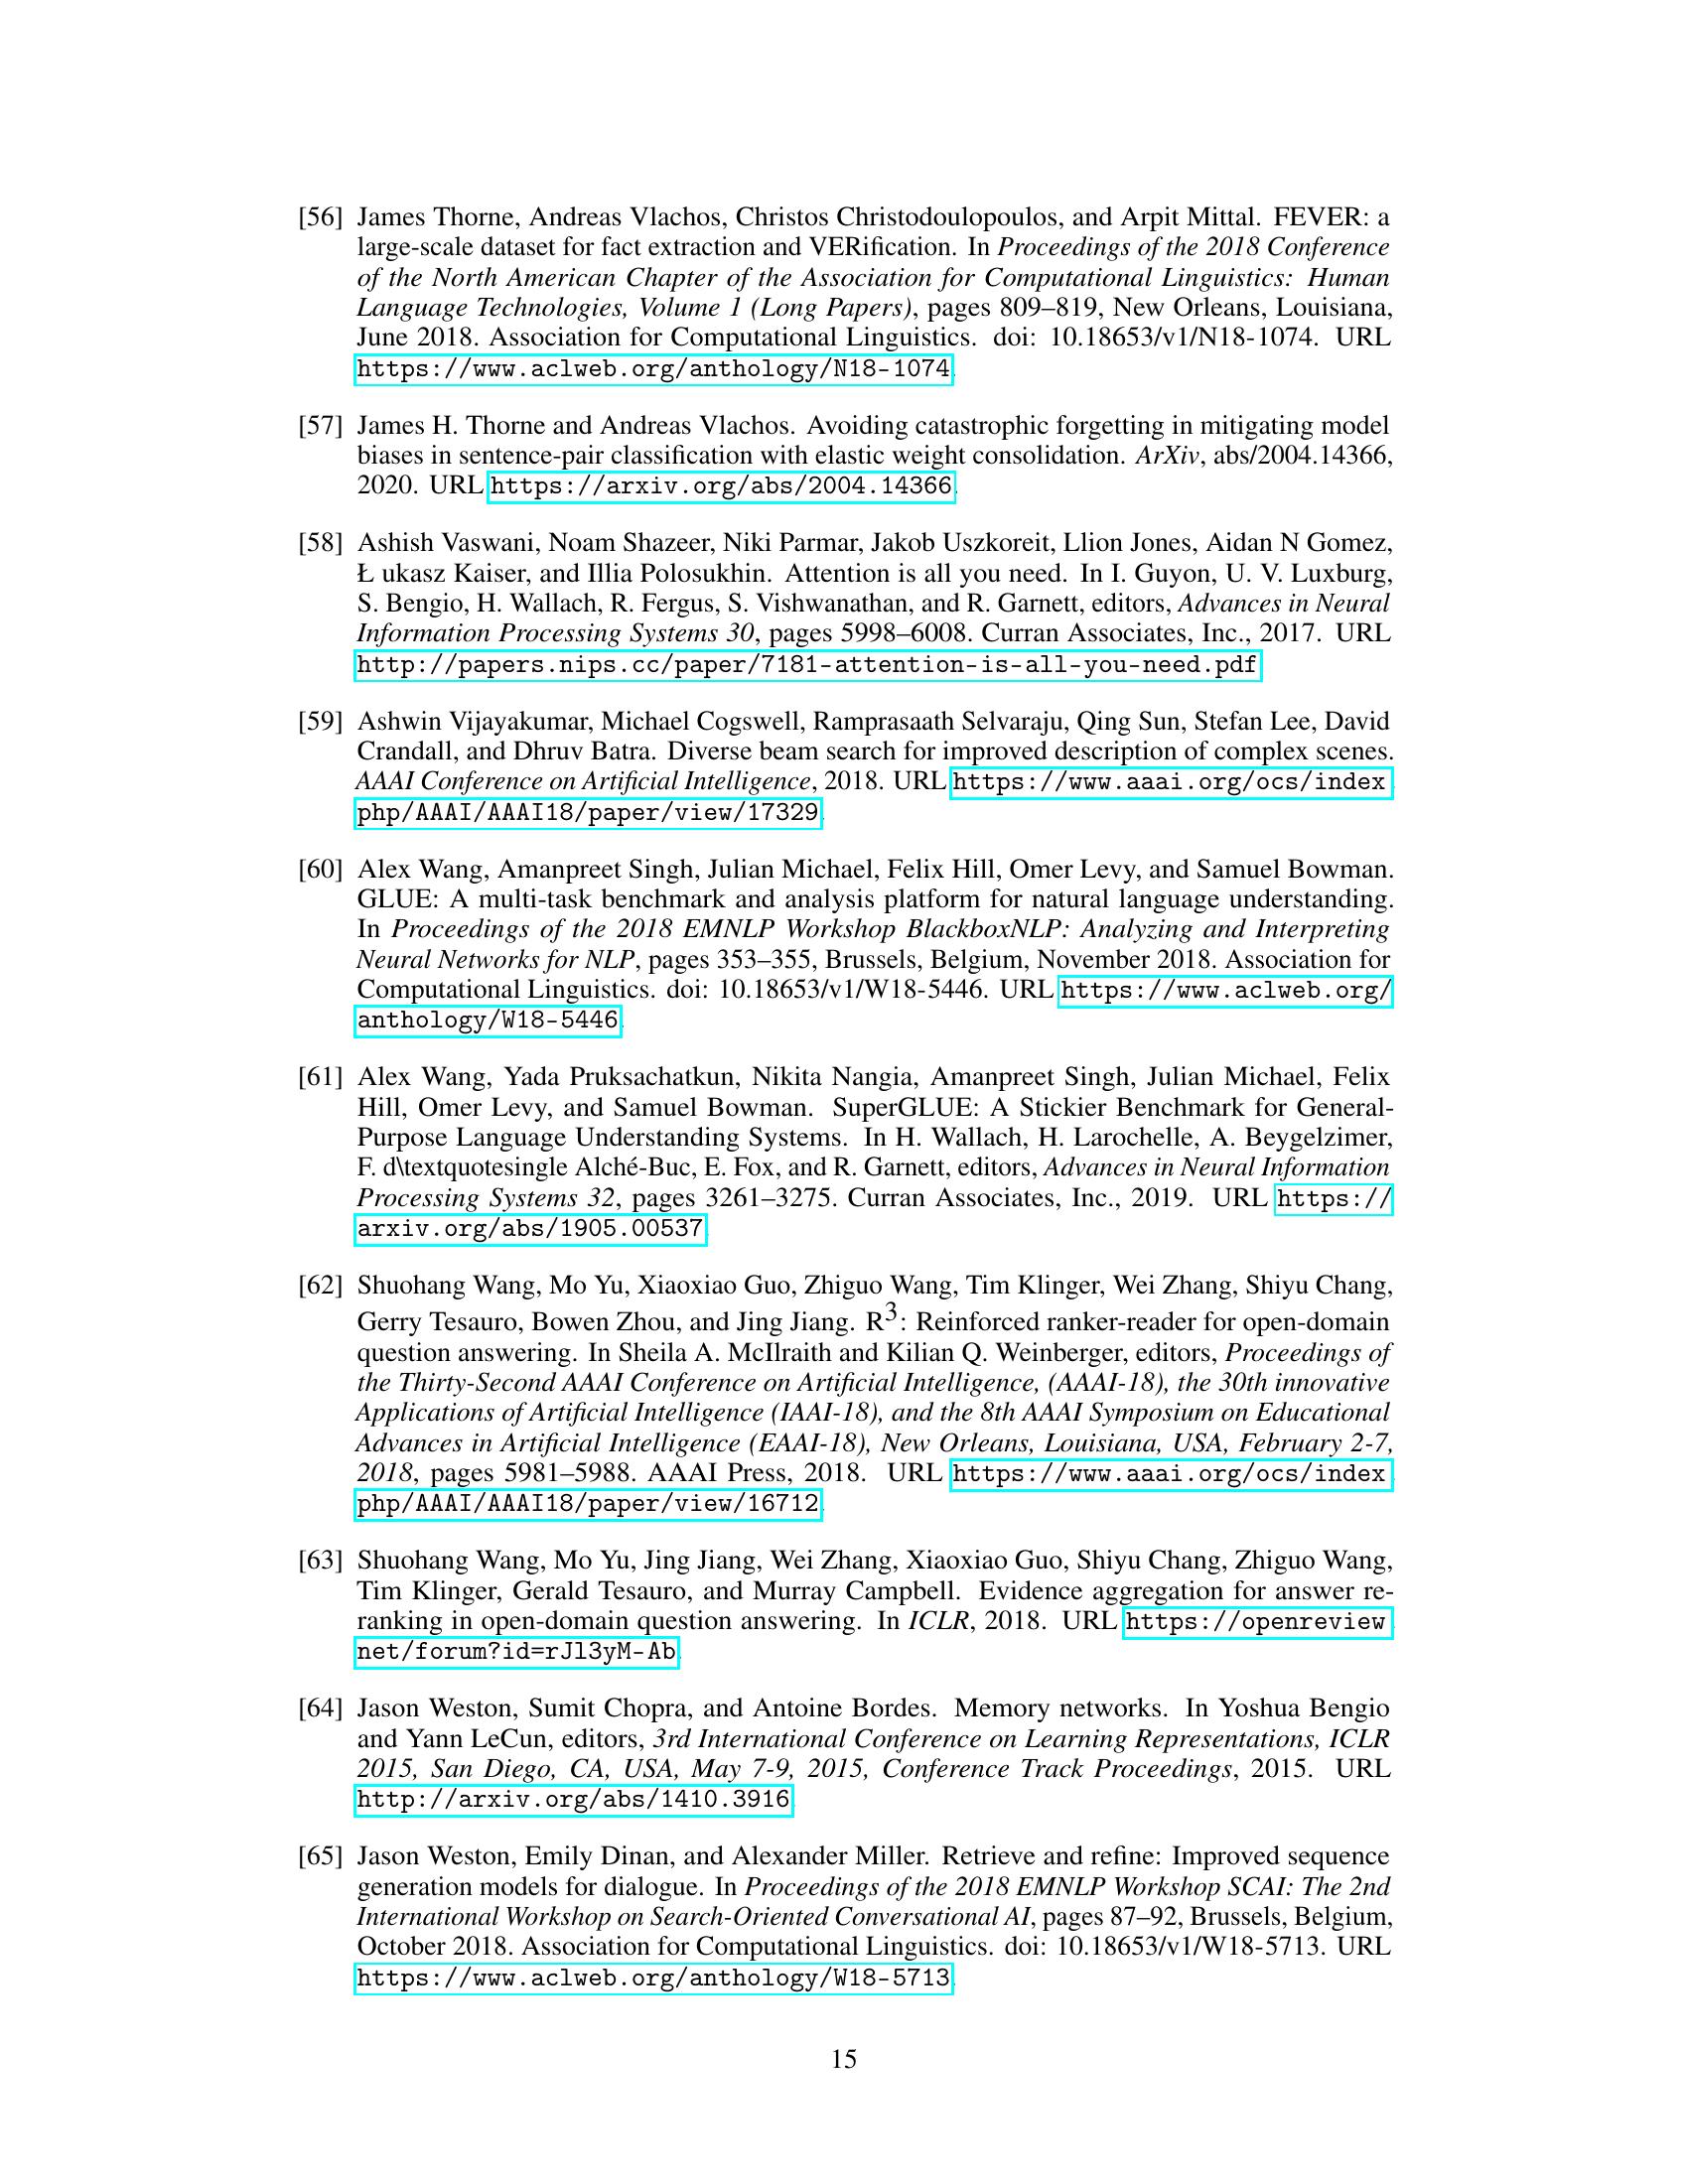 [56] James Thorne, Andreas Vlachos, Christos Christodoulopoulos, and Arpit Mittal. FEVER: a
large-scale dataset for fact extraction and VERification. In Proceedings of the 2018 Conference
of the North American Chapter of the Association for Computational Linguistics: Human
Language Technologies, Volume 1 (Long Papers), pages 809–819, New Orleans, Louisiana,
June 2018. Association for Computational Linguistics. doi: 10.18653/v1/N18-1074. URL
https://www.aclweb.org/anthology/N18-1074.
[57] James H. Thorne and Andreas Vlachos. Avoiding catastrophic forgetting in mitigating model
biases in sentence-pair classification with elastic weight consolidation. ArXiv, abs/2004.14366,
2020. URL https://arxiv.org/abs/2004.14366.
[58] Ashish Vaswani, Noam Shazeer, Niki Parmar, Jakob Uszkoreit, Llion Jones, Aidan N Gomez,
Ł ukasz Kaiser, and Illia Polosukhin. Attention is all you need. In I. Guyon, U. V. Luxburg,
S. Bengio, H. Wallach, R. Fergus, S. Vishwanathan, and R. Garnett, editors, Advances in Neural
Information Processing Systems 30, pages 5998–6008. Curran Associates, Inc., 2017. URL
http://papers.nips.cc/paper/7181-attention-is-all-you-need.pdf
[59] Ashwin Vijayakumar, Michael Cogswell, Ramprasaath Selvaraju, Qing Sun, Stefan Lee, David
Crandall, and Dhruv Batra. Diverse beam search for improved description of complex scenes.
AAAI Conference on Artificial Intelligence, 2018. URL https://www.aaai.org/ocs/index
php/AAAI/AAAI18/paper/view/17329.
[60] Alex Wang, Amanpreet Singh, Julian Michael, Felix Hill, Omer Levy, and Samuel Bowman.
GLUE: A multi-task benchmark and analysis platform for natural language understanding.
In Proceedings of the 2018 EMNLP Workshop BlackboxNLP: Analyzing and Interpreting
Neural Networks for NLP, pages 353–355, Brussels, Belgium, November 2018. Association for
Computational Linguistics. doi: 10.18653/v1/W18-5446. URL https://www.aclweb.org/
anthology/W18-5446.
[61] Alex Wang, Yada Pruksachatkun, Nikita Nangia, Amanpreet Singh, Julian Michael, Felix
Hill, Omer Levy, and Samuel Bowman. SuperGLUE: A Stickier Benchmark for General-
Purpose Language Understanding Systems. In H. Wallach, H. Larochelle, A. Beygelzimer,
F. d\textquotesingle Alché-Buc, E. Fox, and R. Garnett, editors, Advances in Neural Information
Processing Systems 32, pages 3261–3275. Curran Associates, Inc., 2019. URL https://
arxiv.org/abs/1905.00537.
[62] Shuohang Wang, Mo Yu, Xiaoxiao Guo, Zhiguo Wang, Tim Klinger, Wei Zhang, Shiyu Chang,
Gerry Tesauro, Bowen Zhou, and Jing Jiang. R³: Reinforced ranker-reader for open-domain
question answering. In Sheila A. McIlraith and Kilian Q. Weinberger, editors, Proceedings of
the Thirty-Second AAAI Conference on Artificial Intelligence, (AAAI-18), the 30th innovative
Applications of Artificial Intelligence (IAAI-18), and the 8th AAAI Symposium on Educational
Advances in Artificial Intelligence (EAAI-18), New Orleans, Louisiana, USA, February 2-7,
2018, pages 5981–5988. AAAI Press, 2018. URL https://www.aaai.org/ocs/index
php/AAAI/AAAI18/paper/view/16712.
[63] Shuohang Wang, Mo Yu, Jing Jiang, Wei Zhang, Xiaoxiao Guo, Shiyu Chang, Zhiguo Wang,
Tim Klinger, Gerald Tesauro, and Murray Campbell. Evidence aggregation for answer re-
ranking in open-domain question answering. In ICLR, 2018. URL https://openreview
net/forum?id=rJl3yM-Ab.
[64] Jason Weston, Sumit Chopra, and Antoine Bordes. Memory networks. In Yoshua Bengio
and Yann LeCun, editors, 3rd International Conference on Learning Representations, ICLR
2015, San Diego, CA, USA, May 7-9, 2015, Conference Track Proceedings, 2015. URL
http://arxiv.org/abs/1410.3916.
[65] Jason Weston, Emily Dinan, and Alexander Miller. Retrieve and refine: Improved sequence
generation models for dialogue. In Proceedings of the 2018 EMNLP Workshop SCAI: The 2nd
International Workshop on Search-Oriented Conversational AI, pages 87–92, Brussels, Belgium,
October 2018. Association for Computational Linguistics. doi: 10.18653/v1/W18-5713. URL
https://www.aclweb.org/anthology/W18-5713.
15